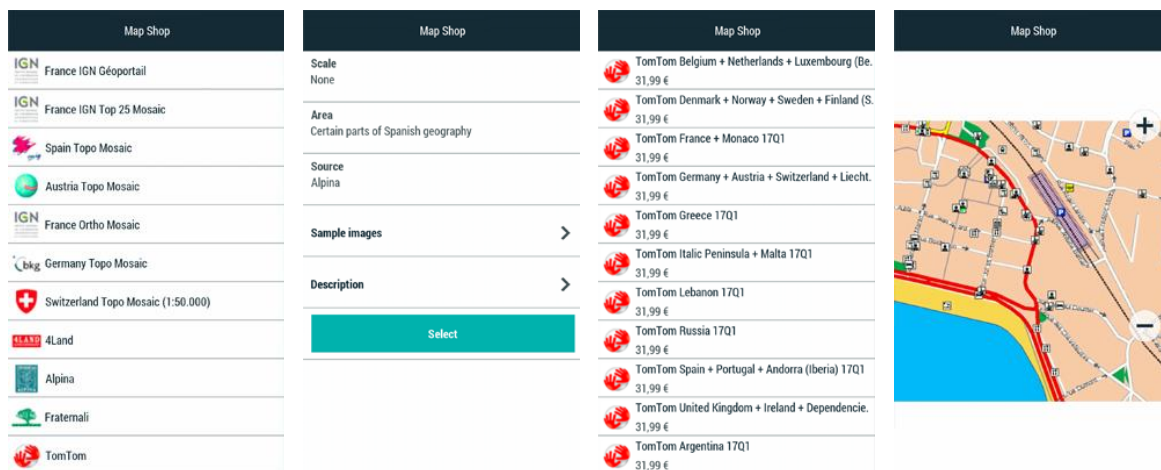 Map Shop
IGN
France IGN Géoportail
IGN
France IGN Top 25 Mosaic
Spain Topo Mosaic
Austria Topo Mosaic
IGN
France Ortho Mosaic
bkg
Germany Topo Mosaic
Switzerland Topo Mosaic (1:50.000)
4LAND
4Land
Alpina
Fraternali
TomTom
Map Shop
Scale
None
Area
Certain parts of Spanish geography
Source
Alpina
Sample images
Description
Select
Map Shop
TomTom Belgium + Netherlands + Luxembourg (Be.
31,99 €
TomTom Denmark + Norway + Sweden + Finland (S.
31,99 €
TomTom France + Monaco 17Q1
31,99 €
TomTom Germany + Austria + Switzerland + Liecht.
31,99 €
TomTom Greece 17Q1
31,99 €
TomTom Italic Peninsula + Malta 17Q1
31,99 €
TomTom Lebanon 17Q1
31,99 €
TomTom Russia 17Q1
31,99 €
TomTom Spain + Portugal + Andorra (Iberia) 17Q1
31,99 €
TomTom United Kingdom + Ireland + Dependencie.
31,99 €
TomTom Argentina 17Q1
31,99 €
Map Shop